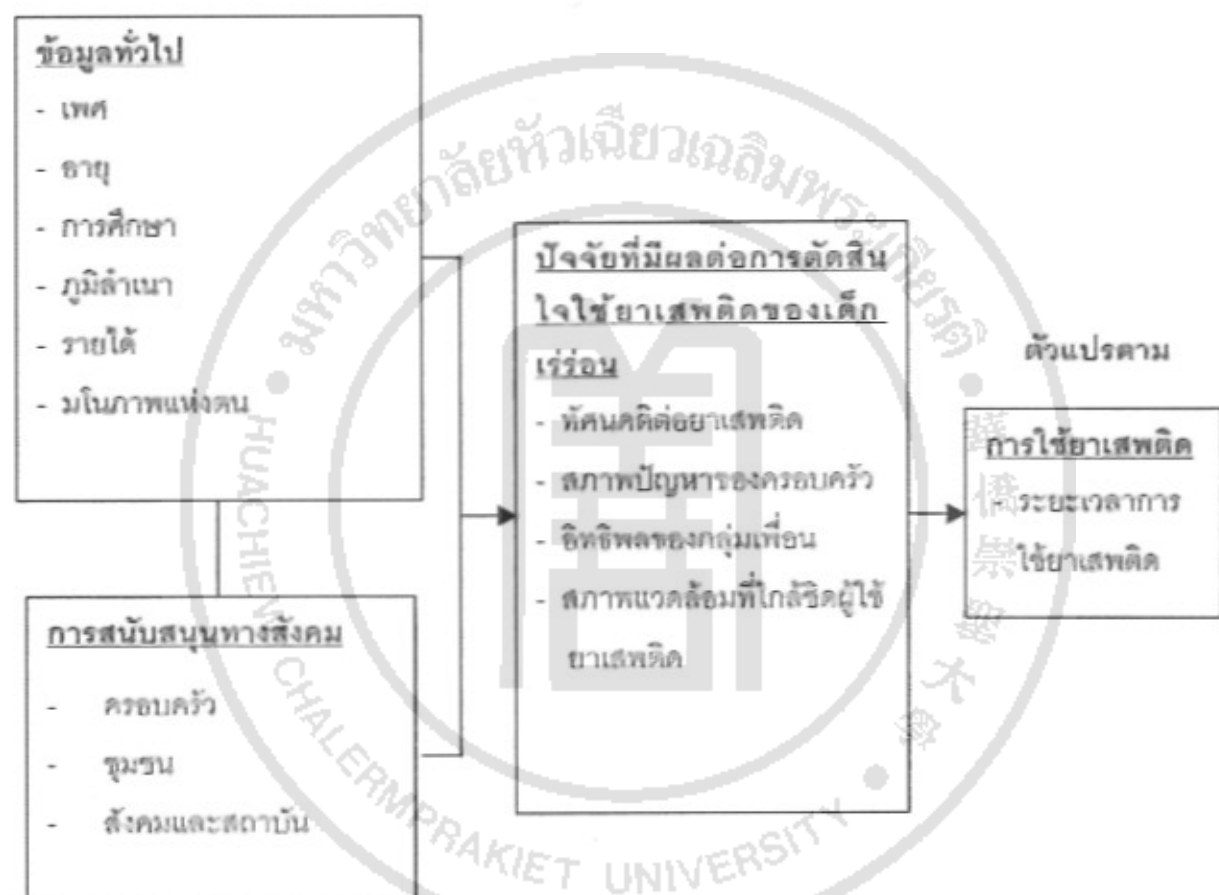 ข้อมูลทั่วไป
- เพศ
- อายุ
- การศึกษา
- ภูมิลำเนา
- รายได้
- มโนภาพแห่งตน
การสนับสนุนทางสังคม
- ครอบครัว
- ชุมชน
- สังคมและสถาบัน
ปัจจัยที่มีผลต่อการตัดสิน
ใจใช้ยาเสพติดของเด็ก
เร่ร่อน
- ทัศนคติต่อยาเสพติด
- สภาพปัญหาของครอบครัว
- อิทธิพลของกลุ่มเพื่อน
- สภาพแวดล้อมที่ใกล้ชิดผู้ใช้
ยาเสพติด
ตัวแปรตาม
การใช้ยาเสพติด
- ระยะเวลาการ
ใช้ยาเสพติด
มหาวิทยาลัยหัวเฉียวเฉลิมพระเกียรติ
HUACHIEW CHALERMPRAKIET UNIVERSITY
華僑崇聖大學